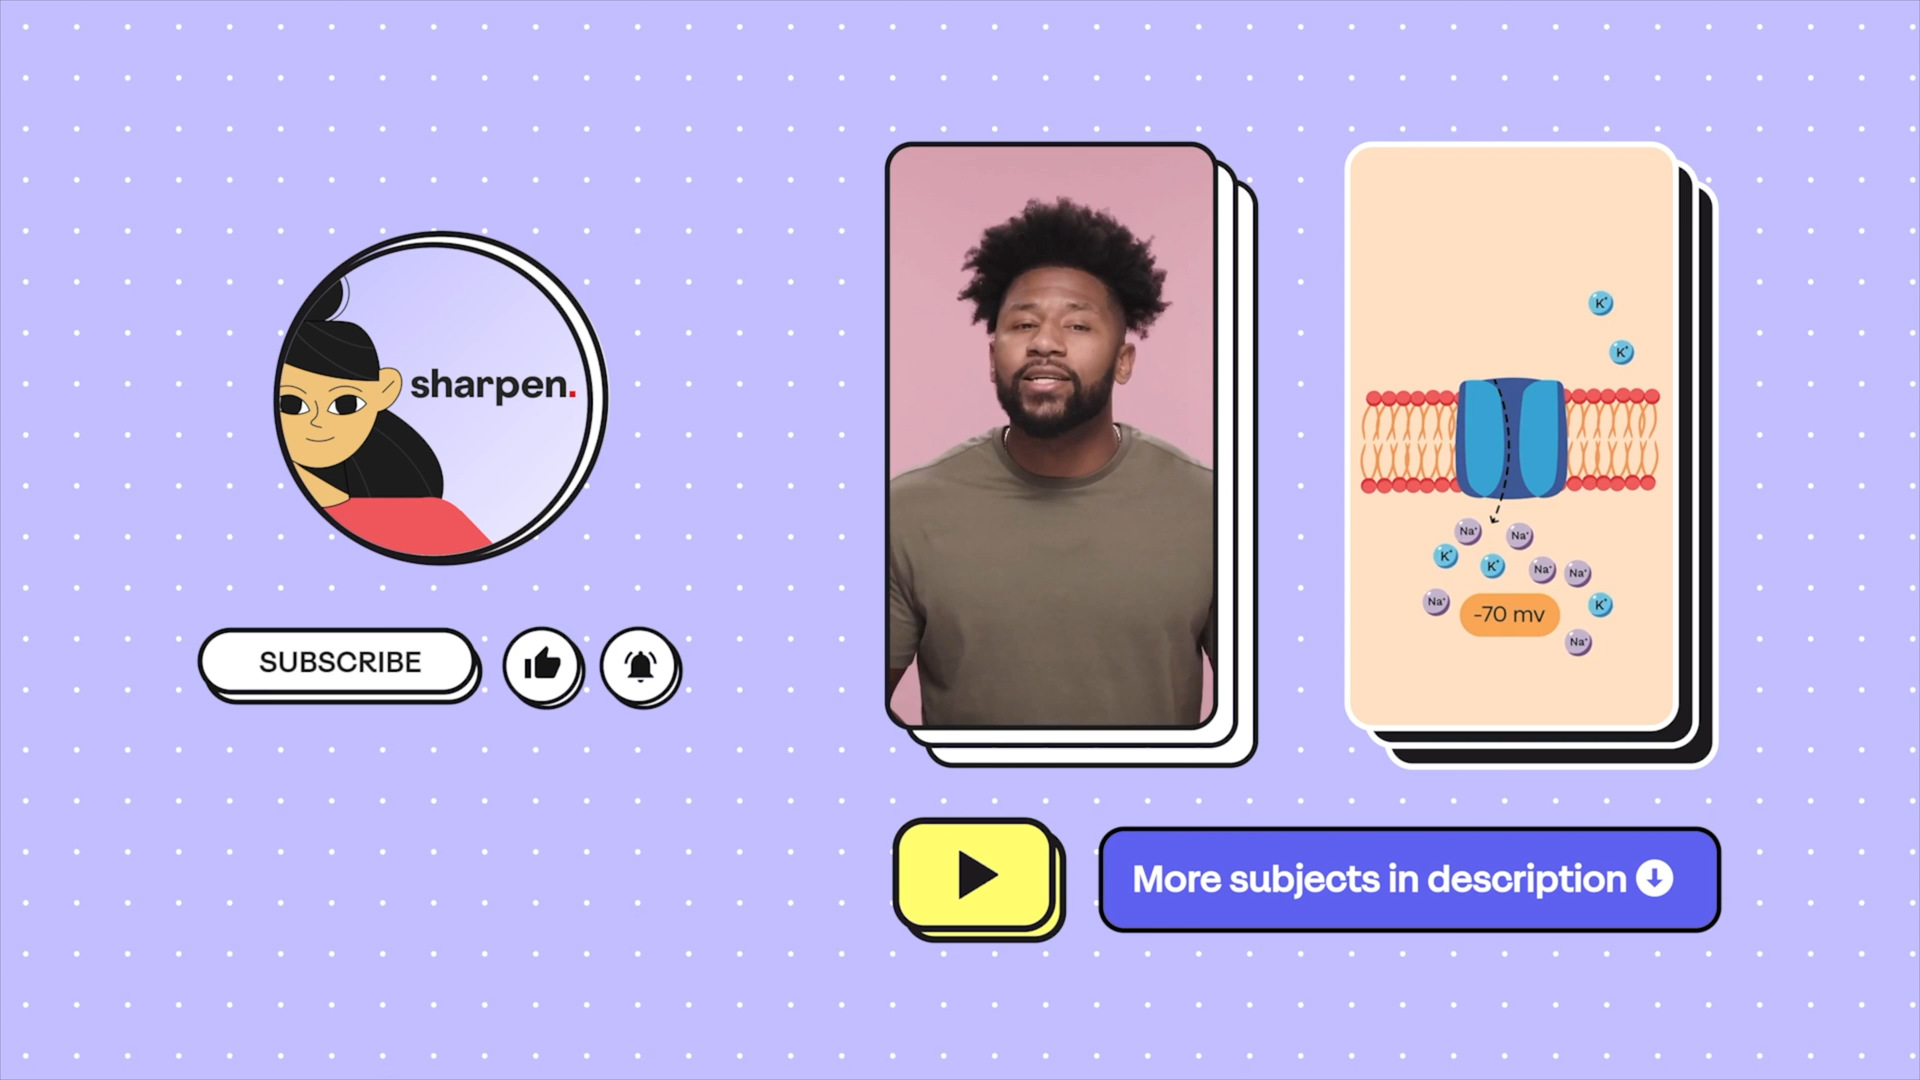 sharpen.
SUBSCRIBE
K⁺
K⁺
Na⁺
Na⁺
K⁺
K⁺
Na⁺
Na⁺
Na⁺
-70 mv
K⁺
Na⁺
More subjects in description